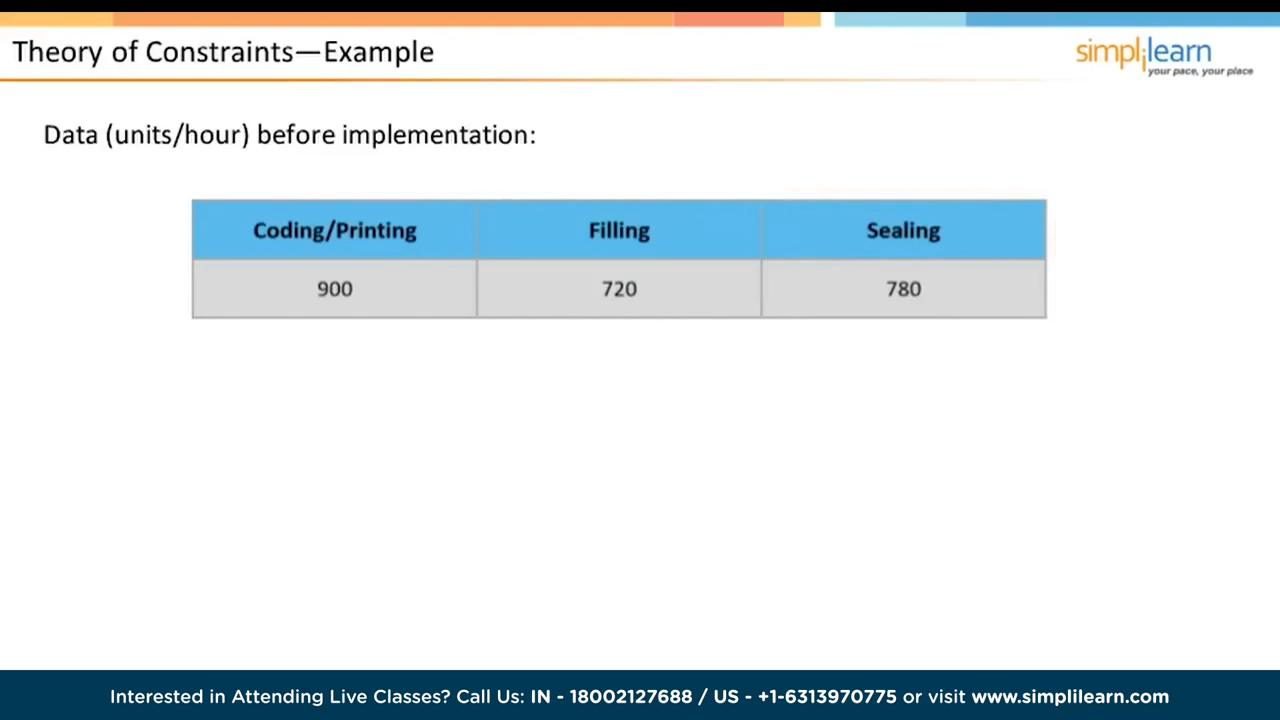 Theory of Constraints—Example
simplilearn
your pace, your place
Data (units/hour) before implementation:
Coding/Printing Filling Sealing
900 720 780
Interested in Attending Live Classes? Call Us: IN - 18002127688 / US - +1-6313970775 or visit www.simplilearn.com